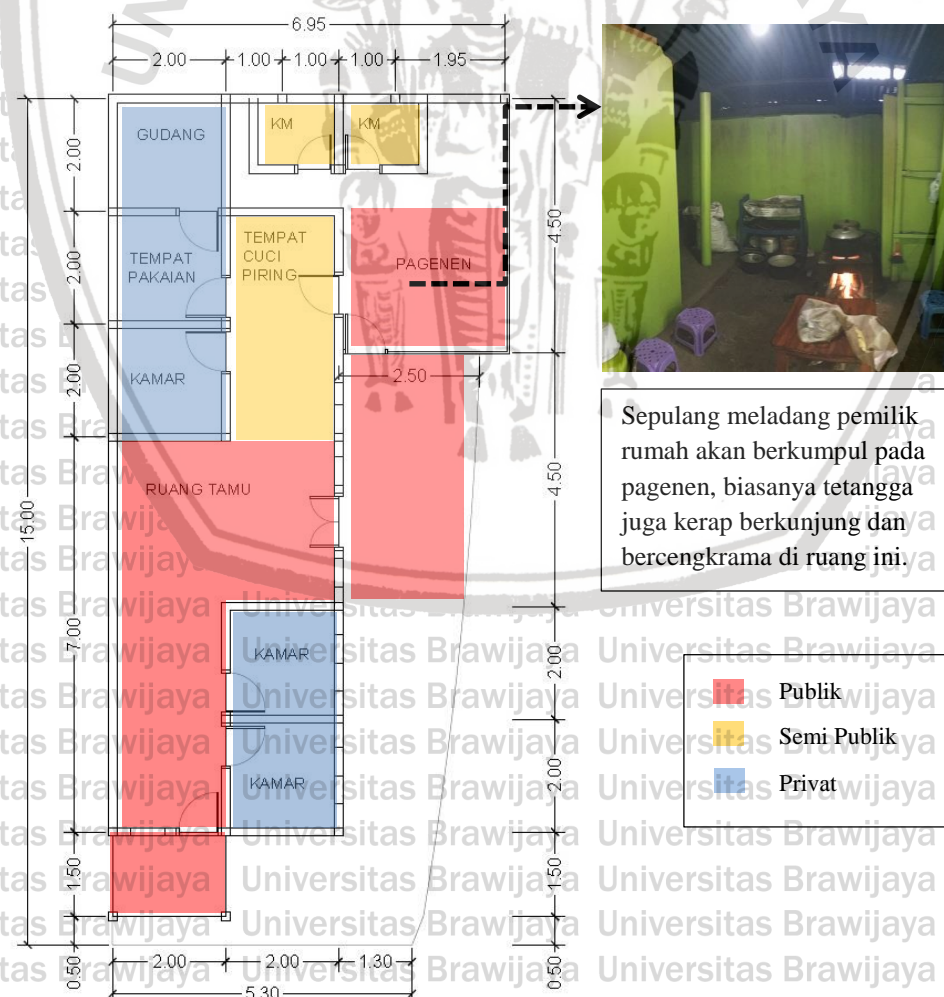 6.95
2.00 1.00 1.00 1.00 1.95
GUDANG
KM
KM
2.00
TEMPAT
PAKAIAN
TEMPAT
CUCI
PIRING
PAGENEN
2.00
4.50
KAMAR
2.00
2.50
RUANG TAMU
15.00
4.50
7.00
KAMAR
2.00
KAMAR
2.00
1.50
1.50
0.50
0.50
2.00 2.00 1.30
5.30
Sepulang meladang pemilik
rumah akan berkumpul pada
pagenen, biasanya tetangga
juga kerap berkunjung dan
bercengkrama di ruang ini.
Publik
Semi Publik
Privat
Universitas Brawijaya